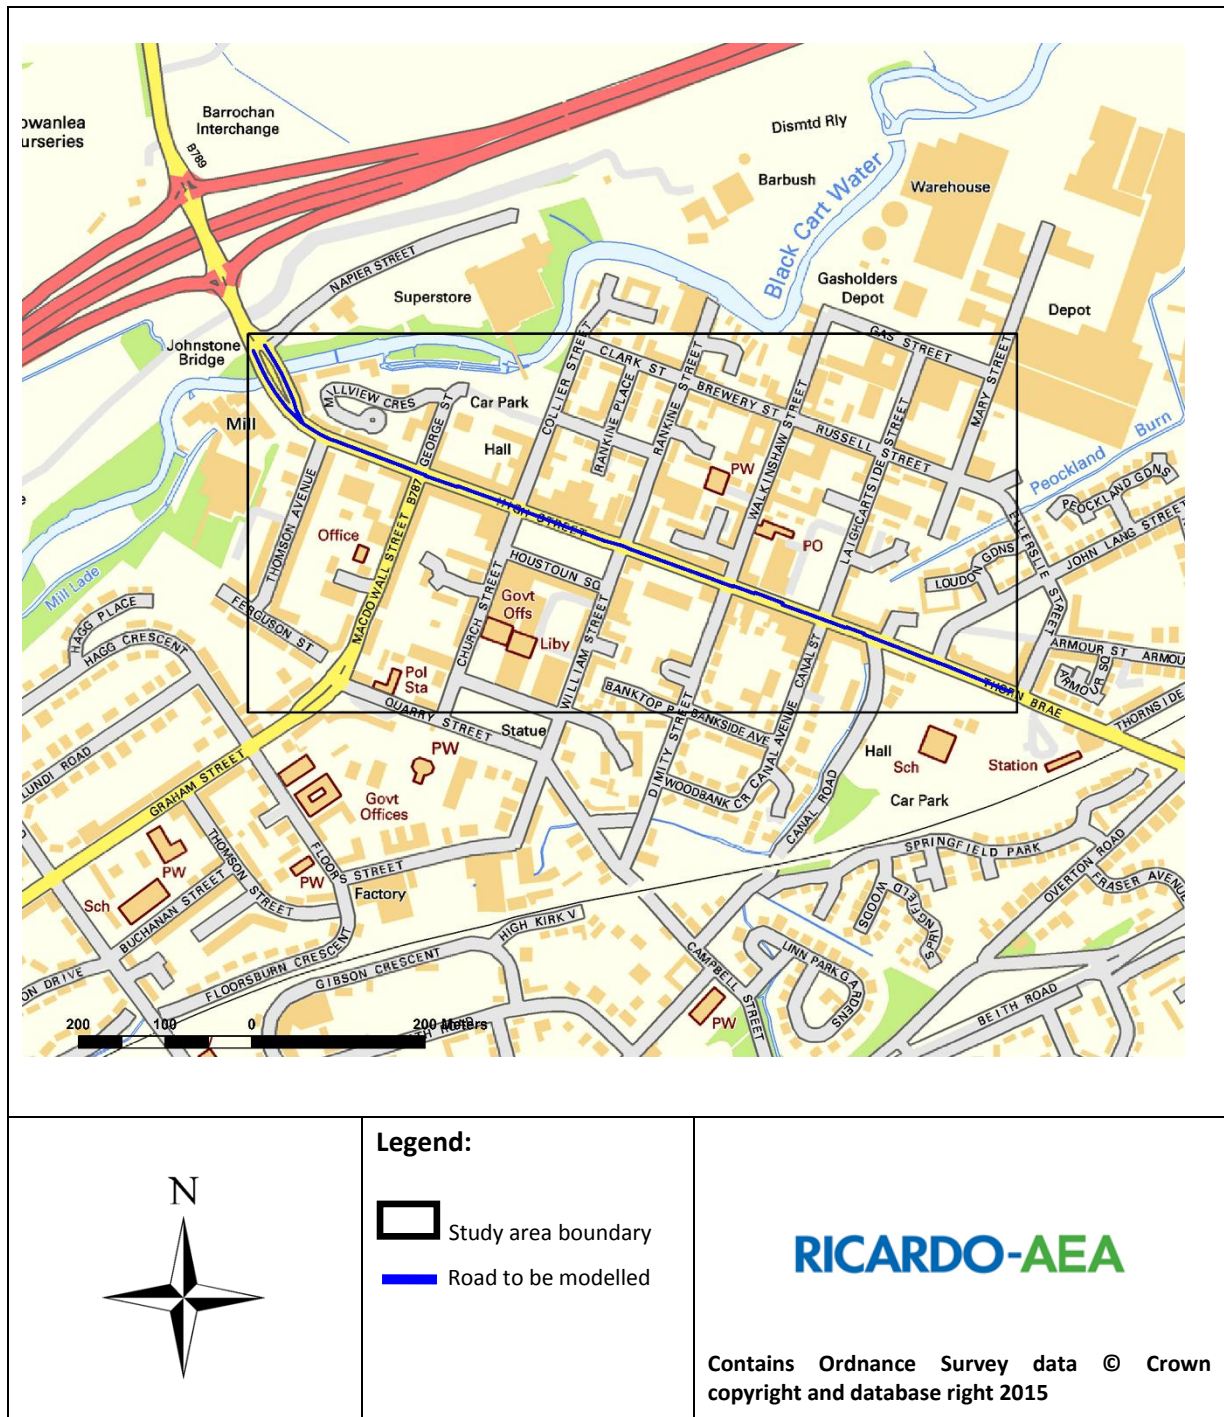 Barrochan
Interchange
owanlea
urseries
B789
Dismtd Rly
Barbush
Warehouse
Black Cart Water
NAPIER STREET
Superstore
Gasholders
Depot
Depot
Johnstone
Bridge
GAS STREET
MARY STREET
COLLIER STREET
CLARK ST
BREWERY ST
RUSSELL STREET
MILLVIEW CRES
GEORGE ST
Car Park
Hall
RANKINE PLACE
RANKINE STREET
WALKINSHAW STREET
LAIGHCARTSIDE STREET
Mill
PW
Peockland Burn
PEOCKLAND GDNS
JOHN LANG STREET
ELLERSLIE STREET
LOUDON GDNS
HIGH STREET
THOMSON AVENUE
Office
MACDOWALL STREET B787
PO
HOUSTOUN SQ
Govt
Offs
Liby
CHURCH STREET
WILLIAM STREET
Mill Lade
FERGUSON ST
HAGG PLACE
HAGG CRESCENT
Pol
Sta
QUARRY STREET
Statue
BANKSIDE AVE
DIMITY STREET
CANAL ST
CANAL AVENUE
WOODBANK CR
CANAL ROAD
THORN BRAE
ARMOUR ST
ARMOU
THORNSIDE
Hall
Sch
Station
Car Park
LUNDI ROAD
GRAHAM STREET
PW
Govt
Offices
THOMSON STREET
FLOOR'S STREET
Factory
PW
PW
Sch
BUCHANAN STREET
SPRINGFIELD PARK
OVERTON ROAD
FRASER AVENUE
WOODS
SPRINGFIELD
ON DRIVE
FLOORSBURN CRESCENT
GIBSON CRESCENT
HIGH KIRK V
CAMPBELL STREET
LINN PARK GARDENS
BEITH ROAD
PW
TH ROAD
200 100 0 200 Meters
N
Legend:
Study area boundary
Road to be modelled
RICARDO-AEA
Contains Ordnance Survey data © Crown
copyright and database right 2015